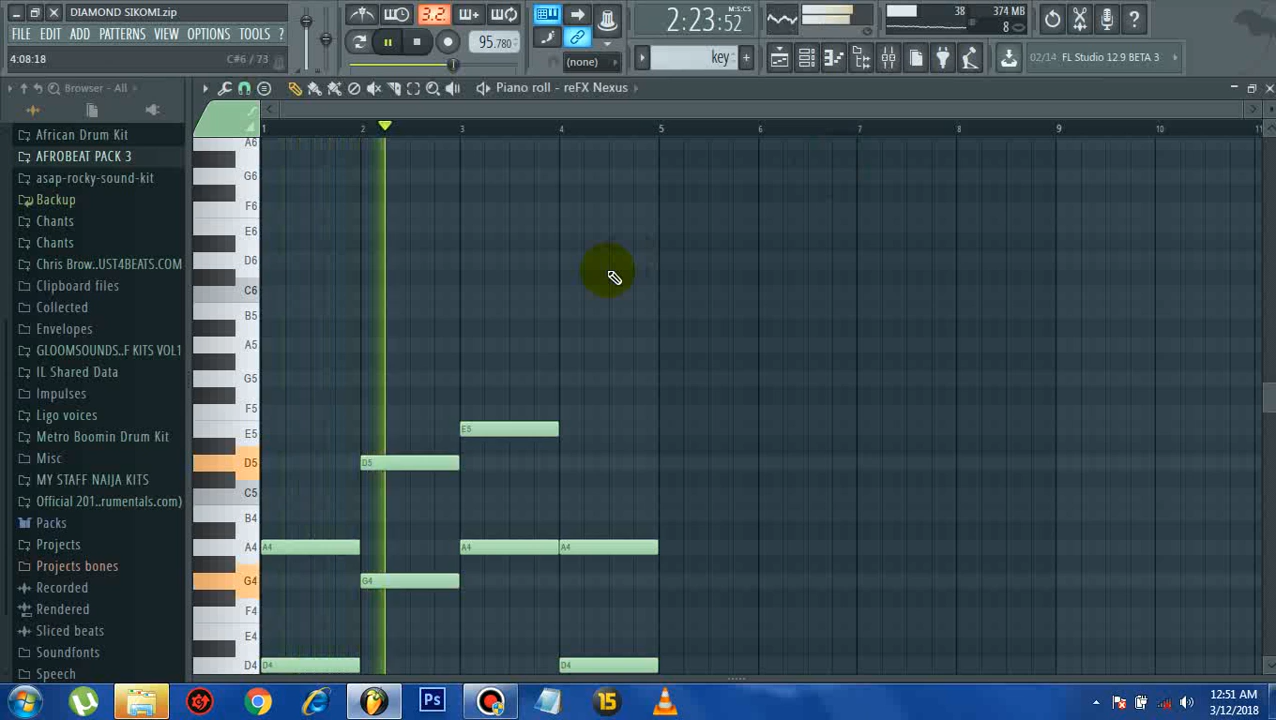 DIAMOND SIKOMI.zip
FILE EDIT ADD PATTERNS VIEW OPTIONS TOOLS ?
4:08:18 C#6 / 73
3.2.
95.780
2:23:52 M:S:CS
(none)
key
38 374 MB
8
02/14 FL Studio 12 9 BETA 3
Browser - All
Piano roll - reFX Nexus
1 2 3 4 5 6 7 8 9 10 11
African Drum Kit
AFROBEAT PACK 3
asap-rocky-sound-kit
Backup
Chants
Chants
Chris Brow..UST4BEATS.COM
Clipboard files
Collected
Envelopes
GLOOMSOUNDS..F KITS VOL1
IL Shared Data
Impulses
Ligo voices
Metro Boomin Drum Kit
Misc
MY STAFF NAIJA KITS
Official 201..rumentals.com)
Packs
Projects
Projects bones
Recorded
Rendered
Sliced beats
Soundfonts
Speech
A6
G6
F6
E6
D6
C6
B5
A5
G5
F5
E5
D5
C5
B4
A4
G4
F4
E4
D4
E5
D5
A4 A4 A4
G4
D4 D4
Ps
15
12:51 AM
3/12/2018